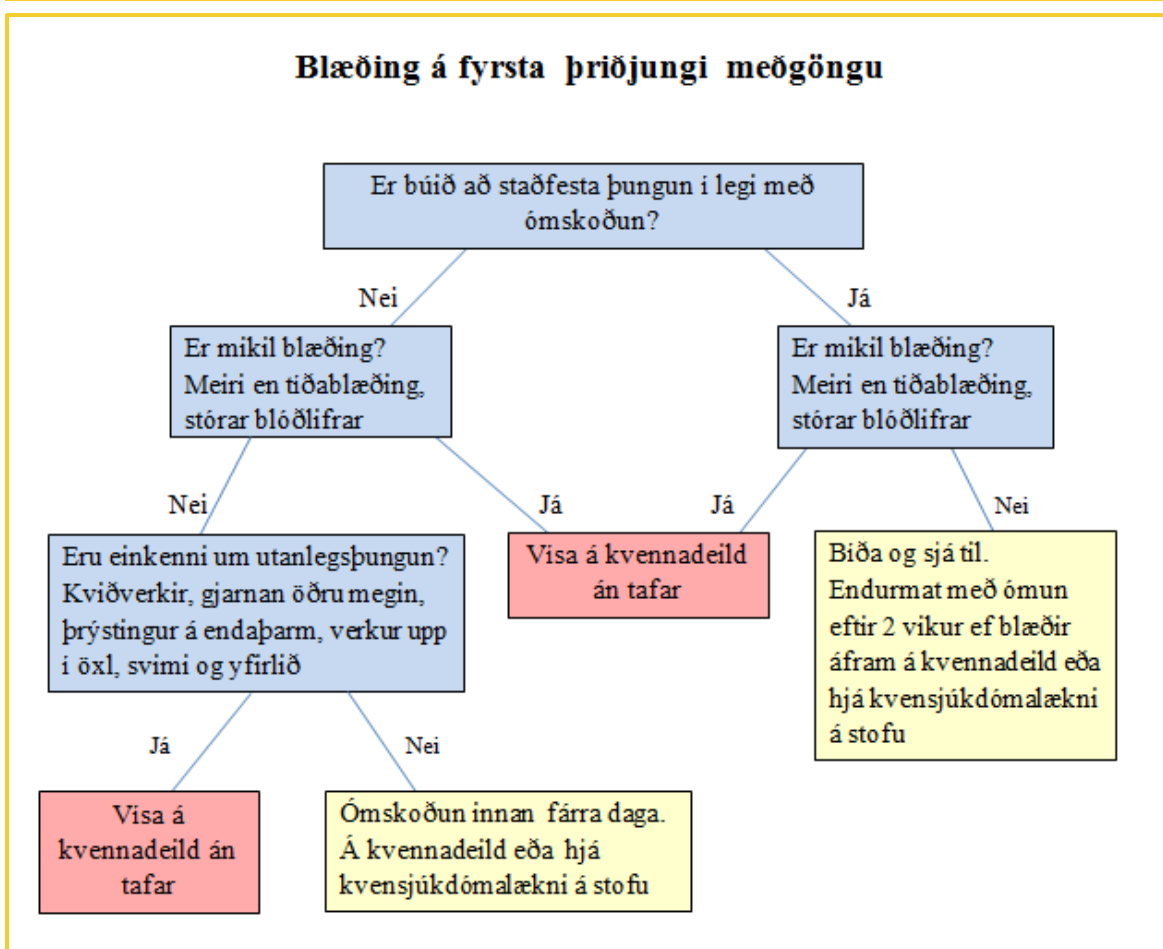 Blæðing á fyrsta þriðjungi meðgöngu
Er búið að staðfesta þungun í legi með
ómskoðun?
Nei
Já
Er mikil blæðing?
Meiri en tíðablæðing,
stórar blóðlifrar
Er mikil blæðing?
Meiri en tíðablæðing,
stórar blóðlifrar
Nei
Já
Já
Nei
Eru einkenni um utanlegsþungun?
Kviðverkir, gjarnan öðru megin,
þrýstingur á endaþarm, verkur upp
í öxl, svimi og yfirlið
Vísa á kvennadeild
án tafar
Bíða og sjá til.
Endurmat með ómun
eftir 2 vikur ef blæðir
áfram á kvennadeild eða
hjá kvensjúkdómalækni
á stofu
Já
Nei
Vísa á
kvennadeild án
tafar
Ómskoðun innan fárra daga.
Á kvennadeild eða hjá
kvensjúkdómalækni á stofu